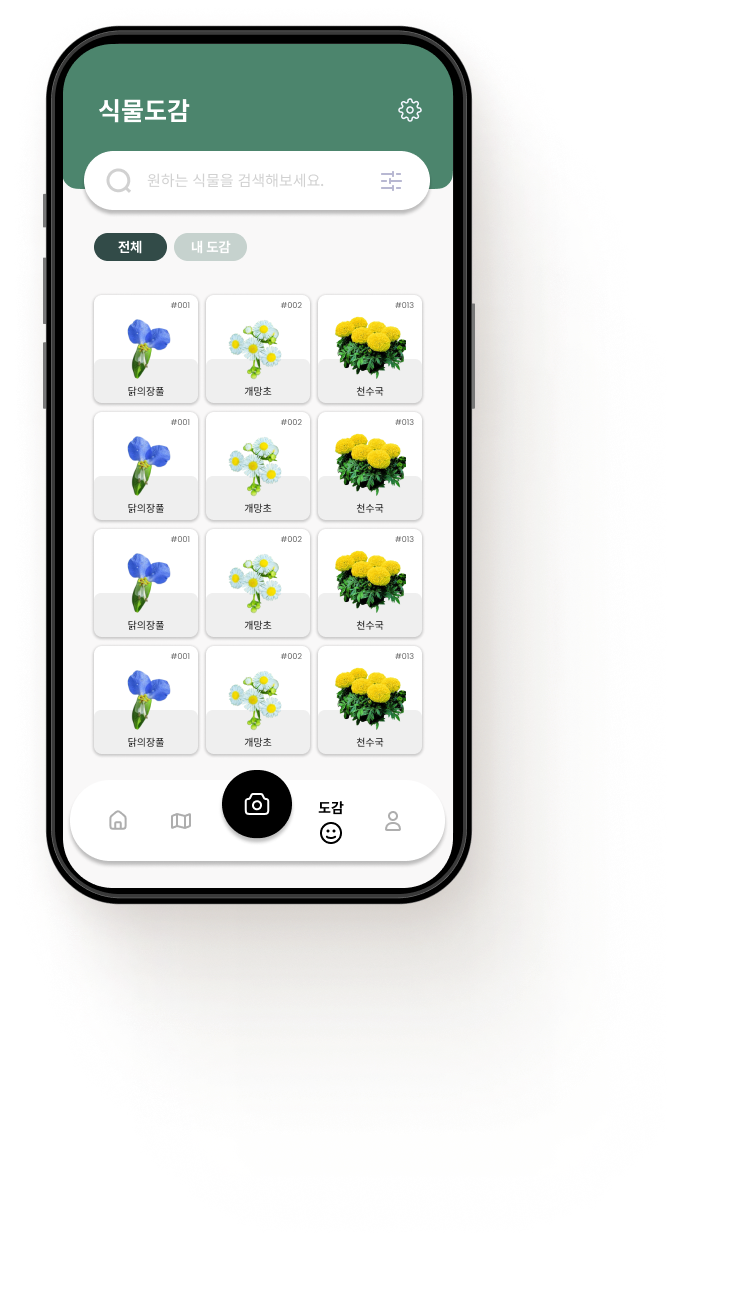 식물도감
원하는 식물을 검색해보세요.
전체 내 도감
#001 #002 #013
닭의장풀 개망초 천수국
#001 #002 #013
닭의장풀 개망초 천수국
#001 #002 #013
닭의장풀 개망초 천수국
#001 #002 #013
닭의장풀 개망초 천수국
도감